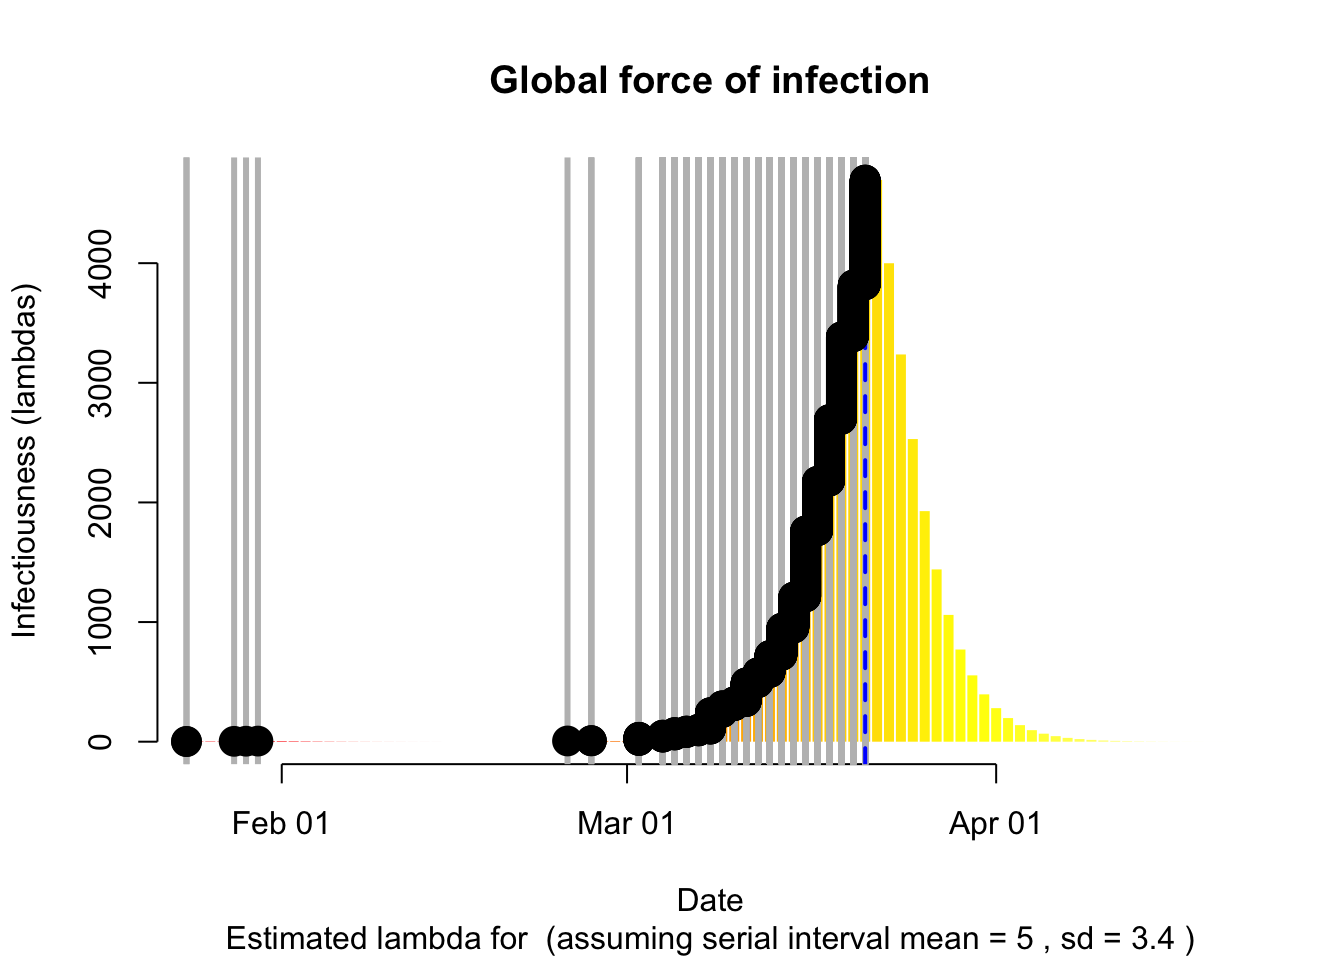 Global force of infection
Infectiousness (lambdas)
4000
3000
2000
1000
0
Feb 01
Mar 01
Apr 01
Date
Estimated lambda for  (assuming serial interval mean = 5 , sd = 3.4 )